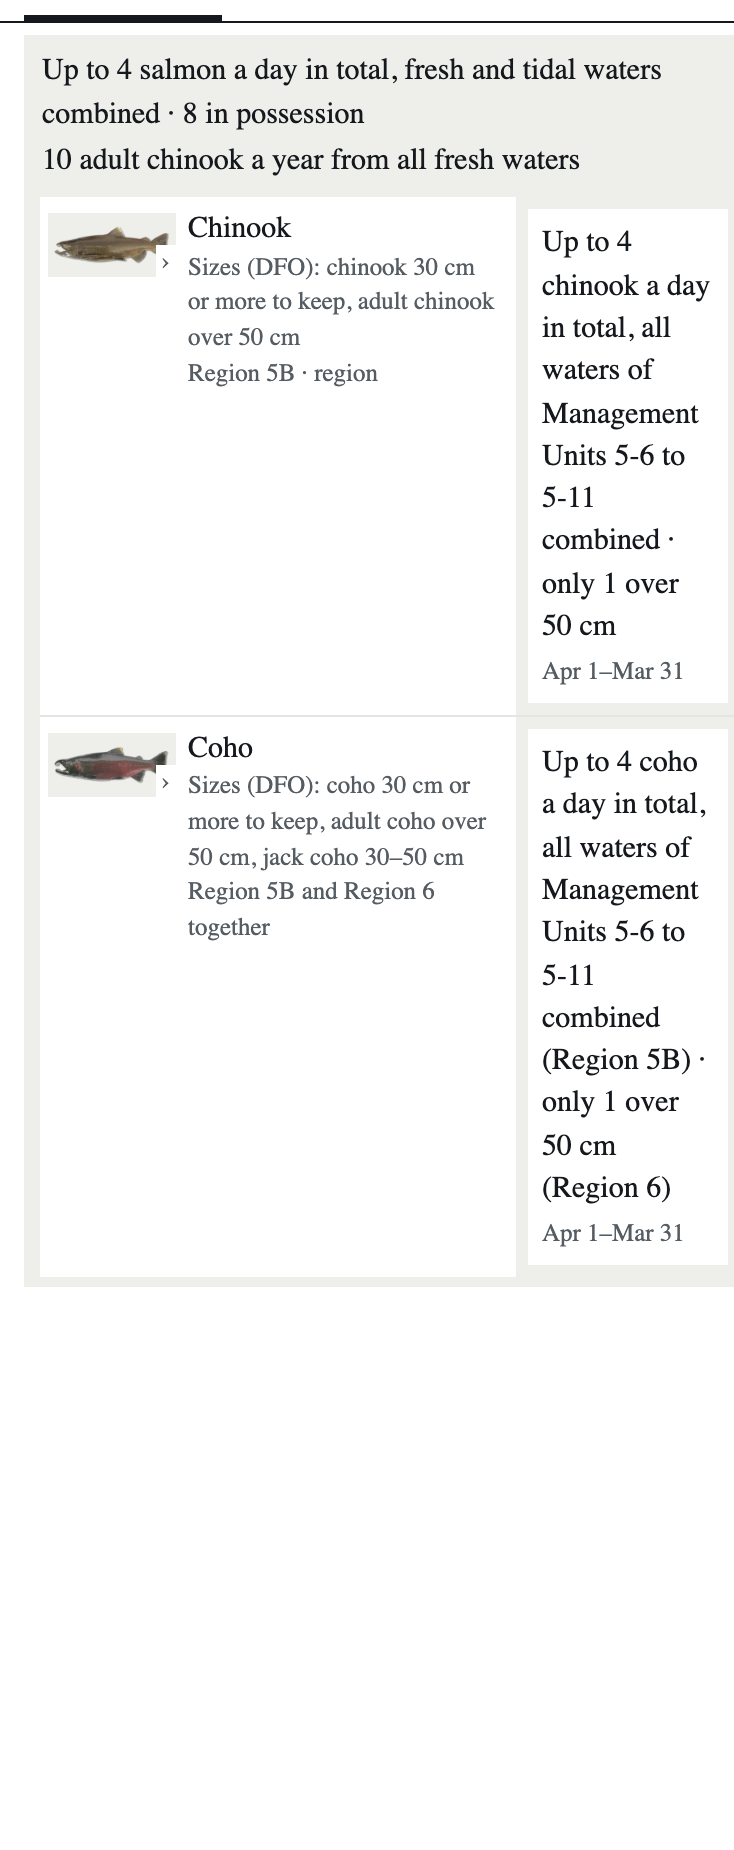 Up to 4 salmon a day in total, fresh and tidal waters
combined · 8 in possession
10 adult chinook a year from all fresh waters
Chinook
›
Sizes (DFO): chinook 30 cm
or more to keep, adult chinook
over 50 cm
Region 5B · region
Up to 4
chinook a day
in total, all
waters of
Management
Units 5-6 to
5-11
combined ·
only 1 over
50 cm
Apr 1–Mar 31
Coho
›
Sizes (DFO): coho 30 cm or
more to keep, adult coho over
50 cm, jack coho 30–50 cm
Region 5B and Region 6
together
Up to 4 coho
a day in total,
all waters of
Management
Units 5-6 to
5-11
combined
(Region 5B) ·
only 1 over
50 cm
(Region 6)
Apr 1–Mar 31